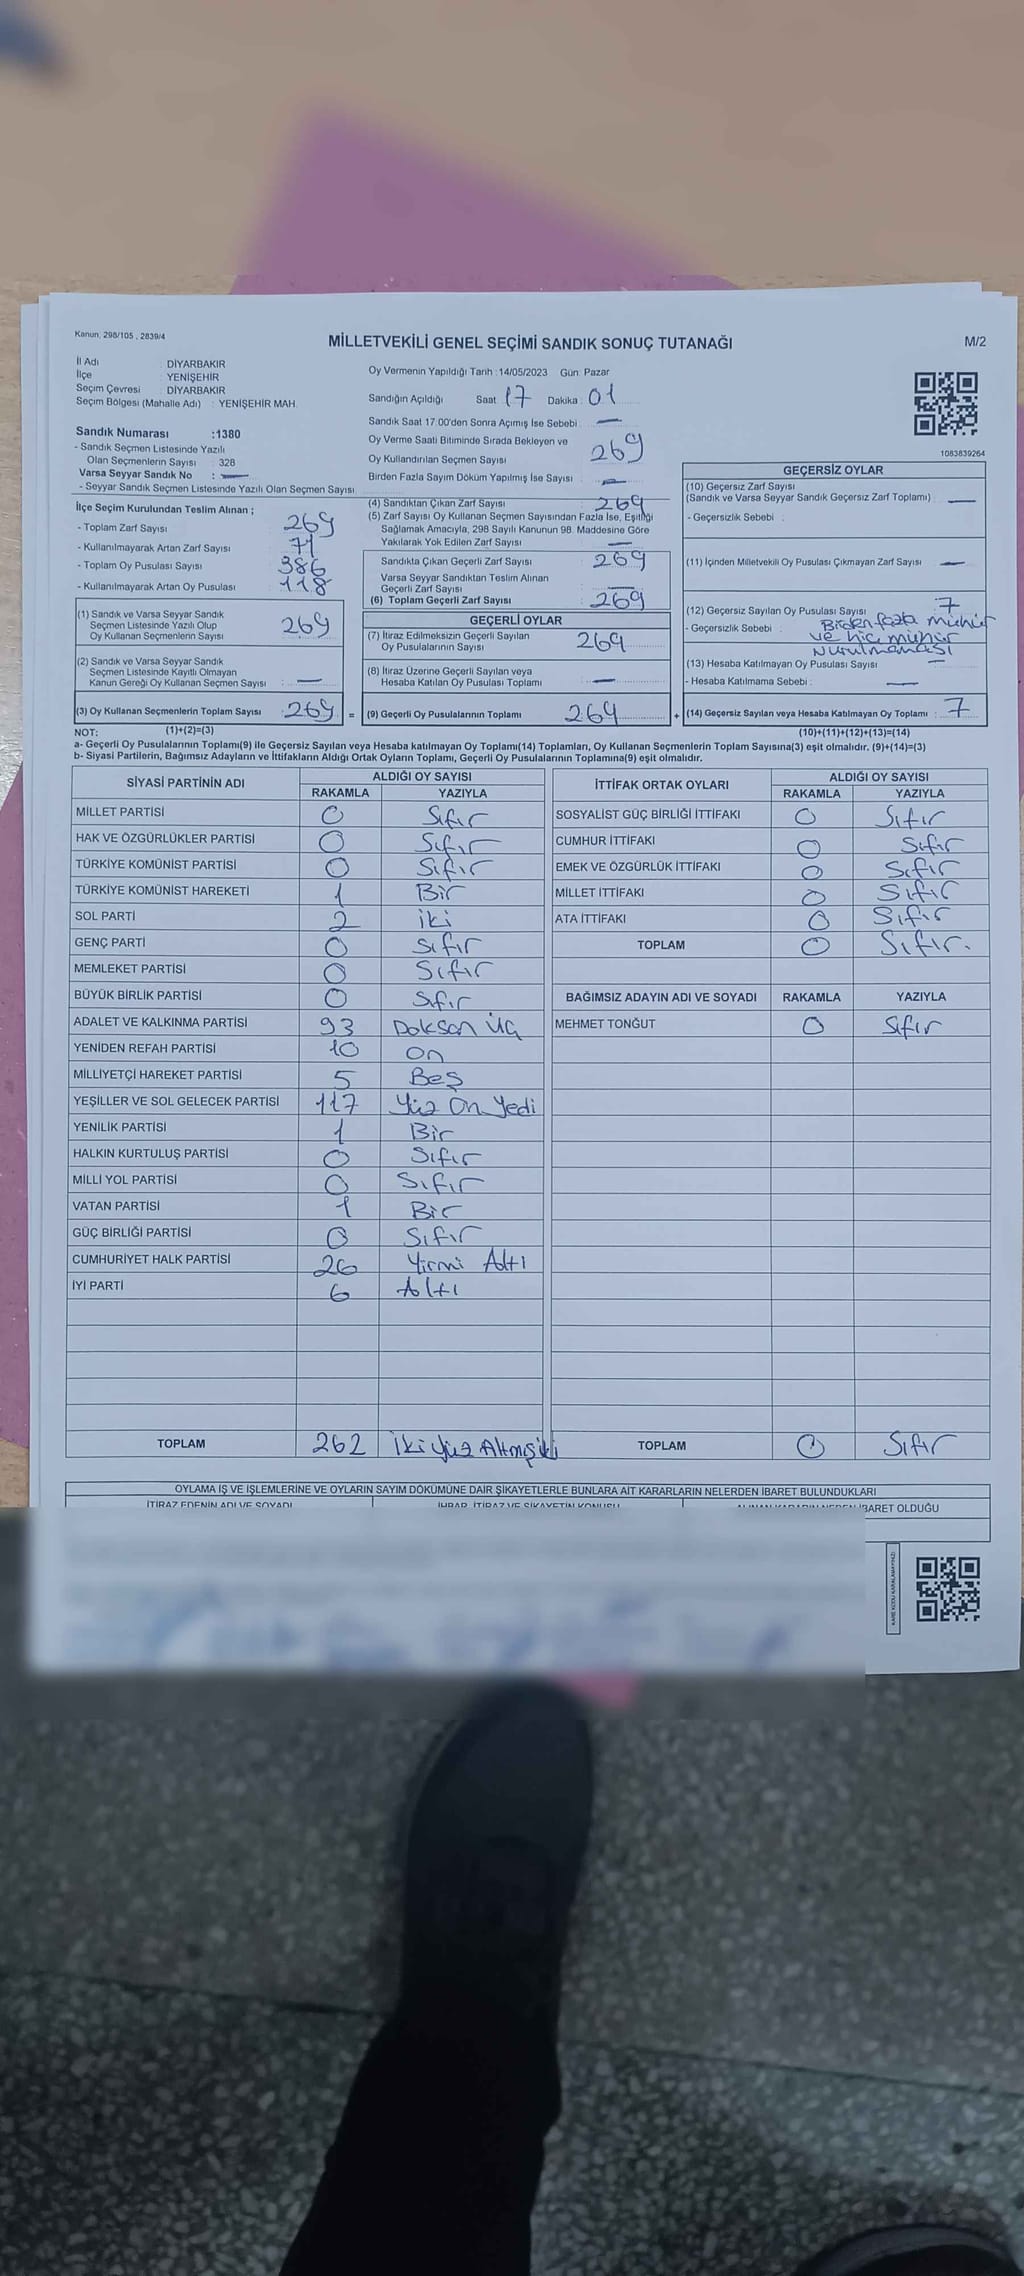 Kanun, 298/105 , 2839/4
MİLLETVEKİLİ GENEL SEÇİMİ SANDIK SONUÇ TUTANAĞI
M/2
İl Adı : DİYARBAKIR
İlçe : YENİŞEHİR
Seçim Çevresi : DİYARBAKIR
Seçim Bölgesi (Mahalle Adı) : YENİŞEHİR MAH.
Sandık Numarası :1380
- Sandık Seçmen Listesinde Yazılı
Olan Seçmenlerin Sayısı : 328
Varsa Seyyar Sandık No : —
- Seyyar Sandık Seçmen Listesinde Yazılı Olan Seçmen Sayısı
Oy Vermenin Yapıldığı Tarih :14/05/2023 Gün: Pazar
Sandığın Açıldığı Saat 17 Dakika : 01
Sandık Saat 17:00'den Sonra Açımış İse Sebebi : —
Oy Verme Saati Bitiminde Sırada Bekleyen ve
Oy Kullandırılan Seçmen Sayısı : 269
Birden Fazla Sayım Döküm Yapılmış İse Sayısı : —
1083839264
İlçe Seçim Kurulundan Teslim Alınan ;
- Toplam Zarf Sayısı : 269
- Kullanılmayarak Artan Zarf Sayısı : 71
- Toplam Oy Pusulası Sayısı : 386
- Kullanılmayarak Artan Oy Pusulası : 118
(1) Sandık ve Varsa Seyyar Sandık
Seçmen Listesinde Yazılı Olup
Oy Kullanan Seçmenlerin Sayısı : 269
(2) Sandık ve Varsa Seyyar Sandık
Seçmen Listesinde Kayıtlı Olmayan
Kanun Gereği Oy Kullanan Seçmen Sayısı : —
(3) Oy Kullanan Seçmenlerin Toplam Sayısı : 269 =
(4) Sandıktan Çıkan Zarf Sayısı : 269
(5) Zarf Sayısı Oy Kullanan Seçmen Sayısından Fazla İse, Eşitliği
Sağlamak Amacıyla, 298 Sayılı Kanunun 98. Maddesine Göre
Yakılarak Yok Edilen Zarf Sayısı : —
Sandıkta Çıkan Geçerli Zarf Sayısı : 269
Varsa Seyyar Sandıktan Teslim Alınan
Geçerli Zarf Sayısı : —
(6) Toplam Geçerli Zarf Sayısı : 269
GEÇERLİ OYLAR
(7) İtiraz Edilmeksizin Geçerli Sayılan
Oy Pusulalarının Sayısı : 269
(8) İtiraz Üzerine Geçerli Sayılan veya
Hesaba Katılan Oy Pusulası Toplamı : —
(9) Geçerli Oy Pusulalarının Toplamı : 269 +
GEÇERSİZ OYLAR
(10) Geçersiz Zarf Sayısı
(Sandık ve Varsa Seyyar Sandık Geçersiz Zarf Toplamı) : —
- Geçersizlik Sebebi :
(11) İçinden Milletvekili Oy Pusulası Çıkmayan Zarf Sayısı : —
(12) Geçersiz Sayılan Oy Pusulası Sayısı : 7
- Geçersizlik Sebebi : Birden fazla mühür
ve hiç mühür
(13) Hesaba Katılmayan Oy Pusulası Sayısı : —
- Hesaba Katılmama Sebebi : —
(14) Geçersiz Sayılan veya Hesaba Katılmayan Oy Toplamı : 7
NOT: (1)+(2)=(3) (10)+(11)+(12)+(13)=(14)
a- Geçerli Oy Pusulalarının Toplamı(9) ile Geçersiz Sayılan veya Hesaba katılmayan Oy Toplamı(14) Toplamları, Oy Kullanan Seçmenlerin Toplam Sayısına(3) eşit olmalıdır. (9)+(14)=(3)
b- Siyasi Partilerin, Bağımsız Adayların ve İttifakların Aldığı Ortak Oyların Toplamı, Geçerli Oy Pusulalarının Toplamına(9) eşit olmalıdır.
SİYASİ PARTİNİN ADI ALDIĞI OY SAYISI
RAKAMLA YAZIYLA
MİLLET PARTİSİ 0 Sıfır
HAK VE ÖZGÜRLÜKLER PARTİSİ 0 Sıfır
TÜRKİYE KOMÜNİST PARTİSİ 0 Sıfır
TÜRKİYE KOMÜNİST HAREKETİ 1 Bir
SOL PARTİ 2 iki
GENÇ PARTİ 0 Sıfır
MEMLEKET PARTİSİ 0 Sıfır
BÜYÜK BİRLİK PARTİSİ 0 Sıfır
ADALET VE KALKINMA PARTİSİ 93 Doksan Üç
YENİDEN REFAH PARTİSİ 10 On
MİLLİYETÇİ HAREKET PARTİSİ 5 Beş
YEŞİLLER VE SOL GELECEK PARTİSİ 117 Yüz On Yedi
YENİLİK PARTİSİ 1 Bir
HALKIN KURTULUŞ PARTİSİ 0 Sıfır
MİLLİ YOL PARTİSİ 0 Sıfır
VATAN PARTİSİ 1 Bir
GÜÇ BİRLİĞİ PARTİSİ 0 Sıfır
CUMHURİYET HALK PARTİSİ 26 Yirmi Altı
İYİ PARTİ 6 Altı
TOPLAM 262 İki Yüz Altmışiki
İTTİFAK ORTAK OYLARI ALDIĞI OY SAYISI
RAKAMLA YAZIYLA
SOSYALİST GÜÇ BİRLİĞİ İTTİFAKI 0 Sıfır
CUMHUR İTTİFAKI 0 Sıfır
EMEK VE ÖZGÜRLÜK İTTİFAKI 0 Sıfır
MİLLET İTTİFAKI 0 Sıfır
ATA İTTİFAKI 0 Sıfır
TOPLAM 0 Sıfır.
BAĞIMSIZ ADAYIN ADI VE SOYADI RAKAMLA YAZIYLA
MEHMET TONĞUT 0 Sıfır
TOPLAM 0 Sıfır
OYLAMA İŞ VE İŞLEMLERİNE VE OYLARIN SAYIM DÖKÜMÜNE DAİR ŞİKAYETLERLE BUNLARA AİT KARARLARIN NELERDEN İBARET BULUNDUKLARI
İTİRAZ EDENİN ADI VE SOYADI İHBAR, İTİRAZ VE ŞİKAYETİN KONUSU ALINAN KARARIN NEDEN İBARET OLDUĞU